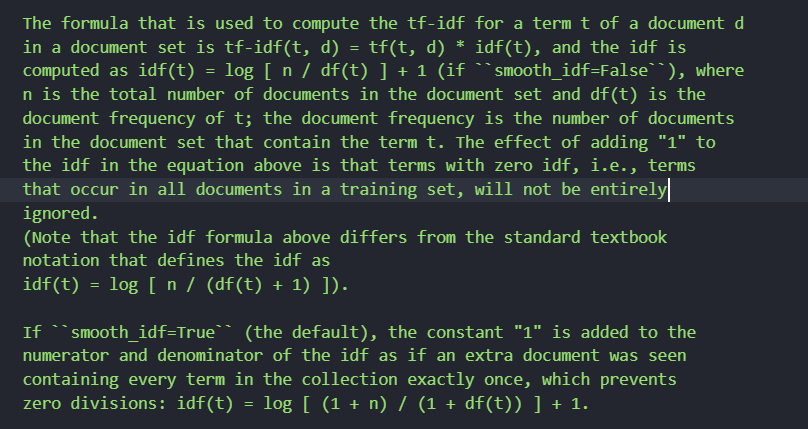 The formula that is used to compute the tf-idf for a term t of a document d
in a document set is tf-idf(t, d) = tf(t, d) * idf(t), and the idf is
computed as idf(t) = log [ n / df(t) ] + 1 (if ``smooth_idf=False``), where
n is the total number of documents in the document set and df(t) is the
document frequency of t; the document frequency is the number of documents
in the document set that contain the term t. The effect of adding "1" to
the idf in the equation above is that terms with zero idf, i.e., terms
that occur in all documents in a training set, will not be entirely
ignored.
(Note that the idf formula above differs from the standard textbook
notation that defines the idf as
idf(t) = log [ n / (df(t) + 1) ]).

If ``smooth_idf=True`` (the default), the constant "1" is added to the
numerator and denominator of the idf as if an extra document was seen
containing every term in the collection exactly once, which prevents
zero divisions: idf(t) = log [ (1 + n) / (1 + df(t)) ] + 1.